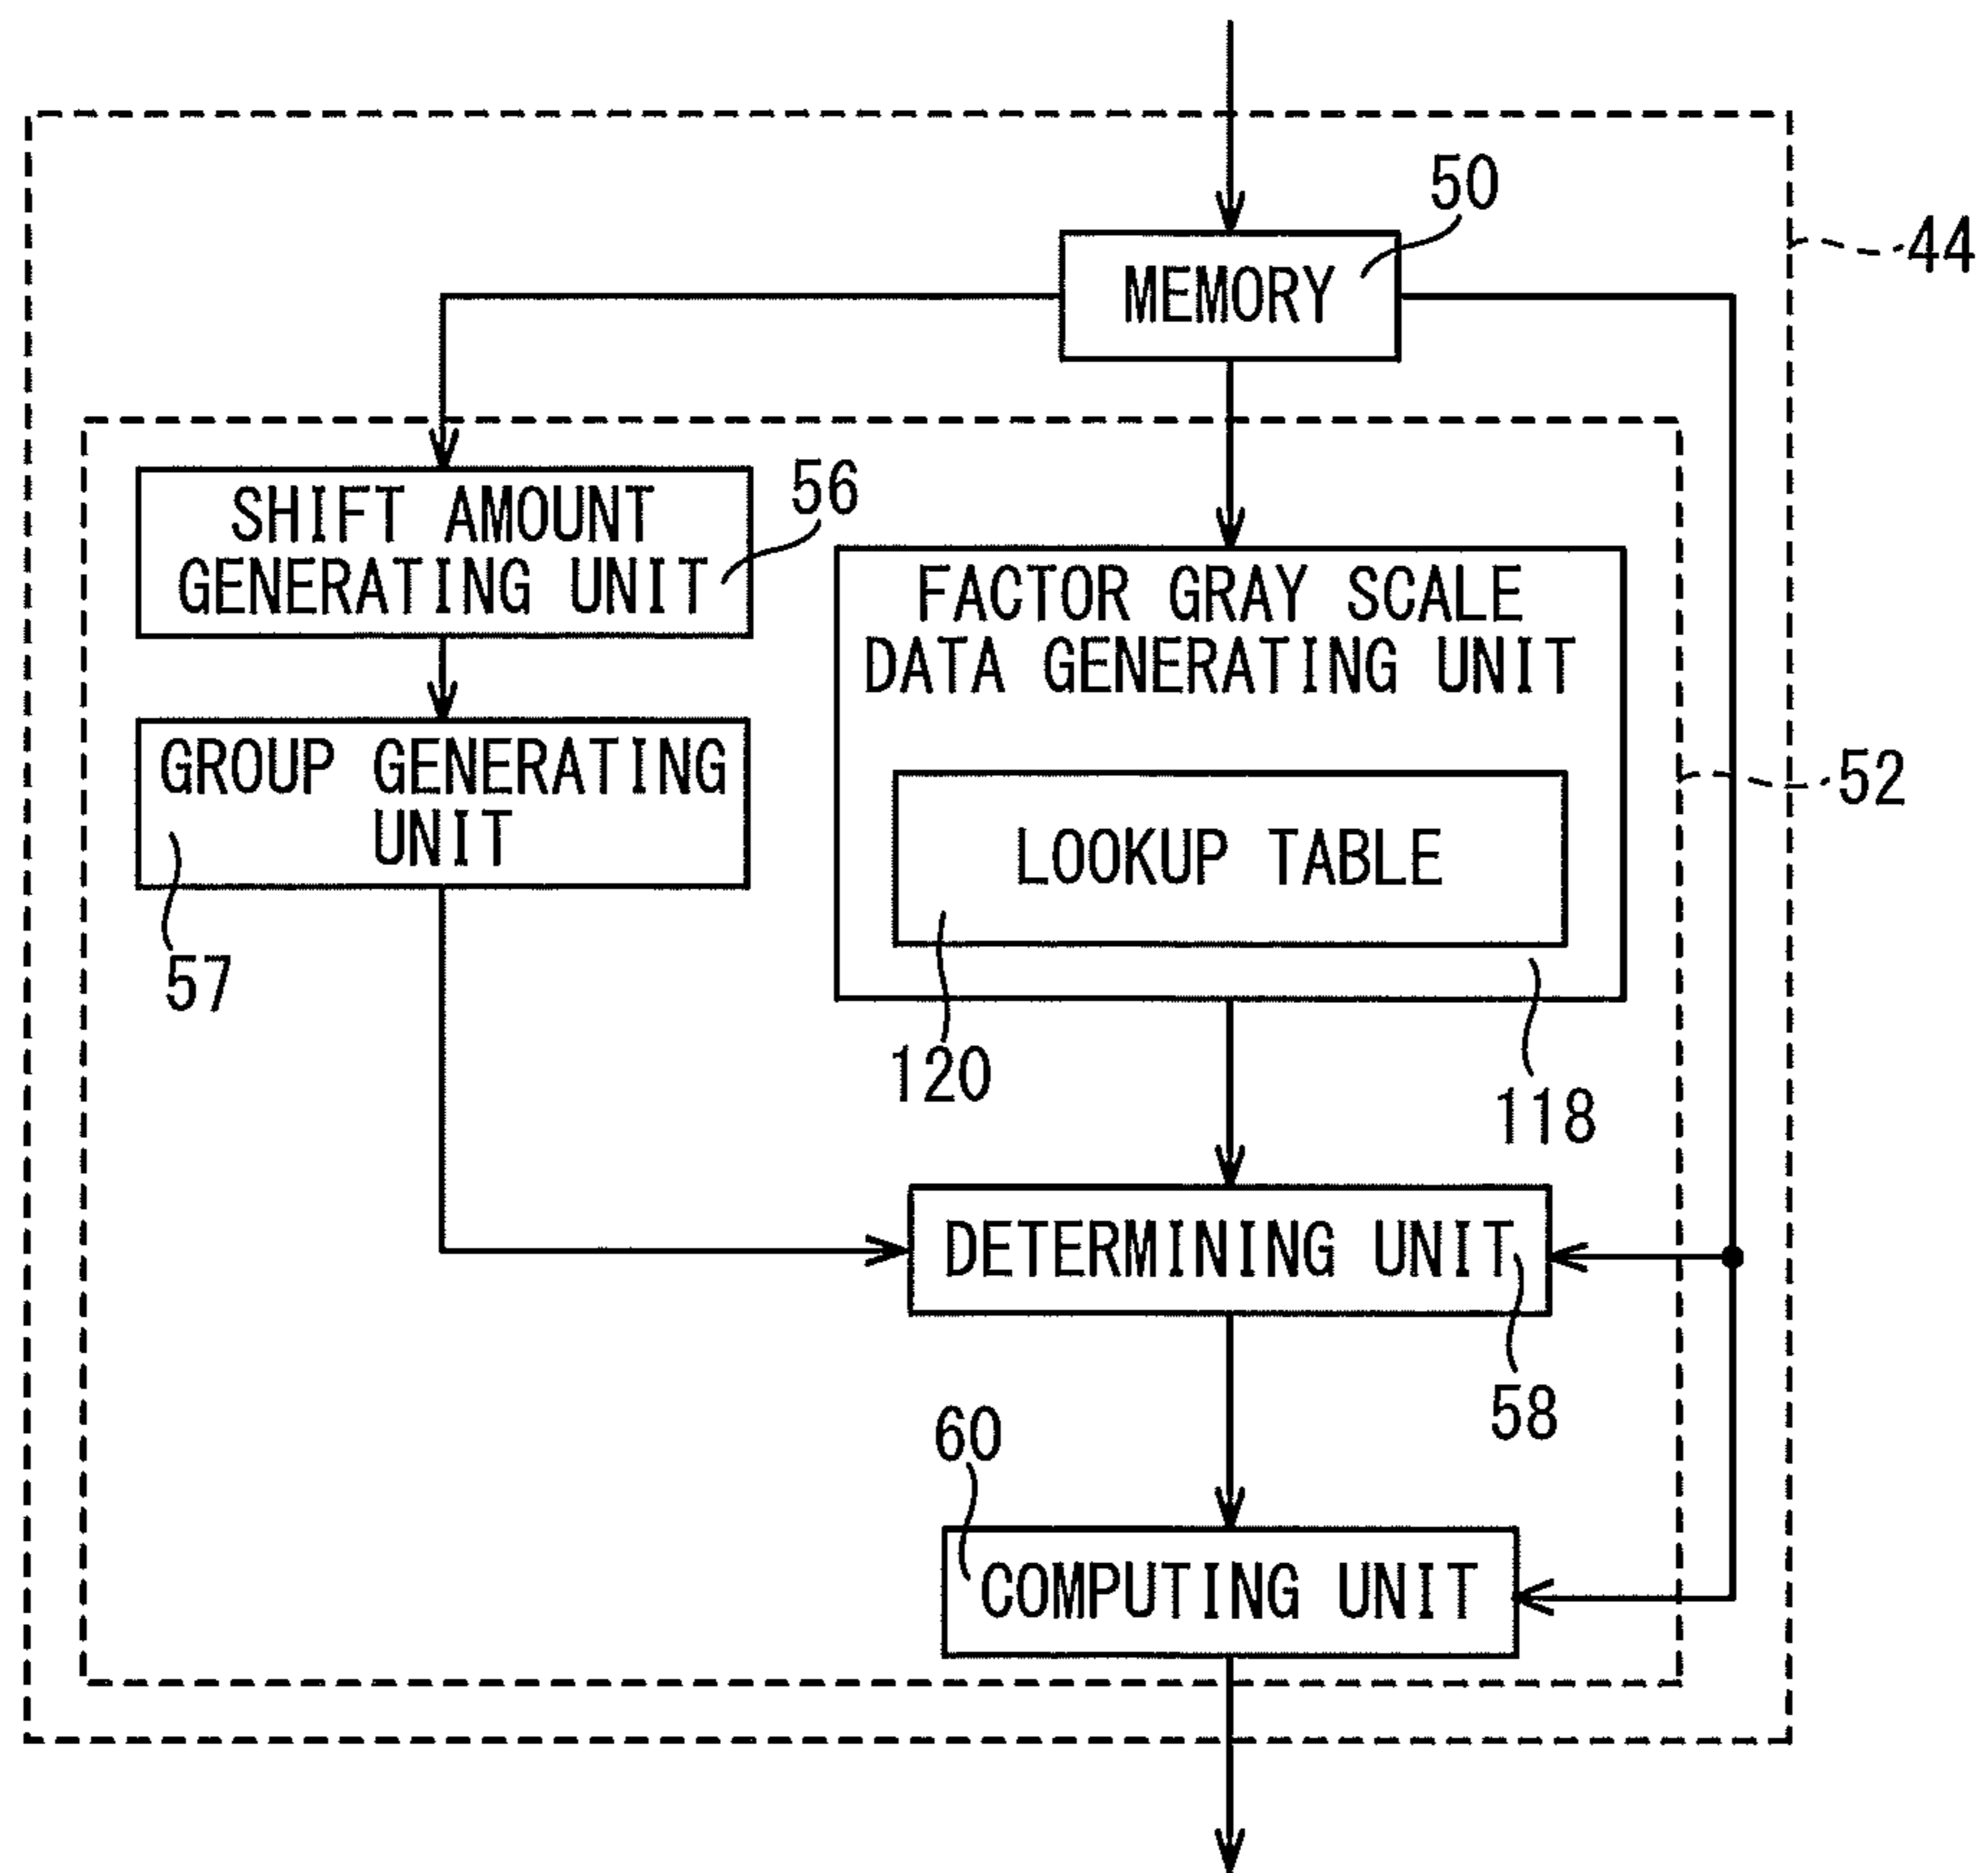 50
44
MEMORY
56
SHIFT AMOUNT
GENERATING UNIT
FACTOR GRAY SCALE
DATA GENERATING UNIT
GROUP GENERATING
UNIT
52
LOOKUP TABLE
57
120
118
DETERMINING UNIT
58
60
COMPUTING UNIT